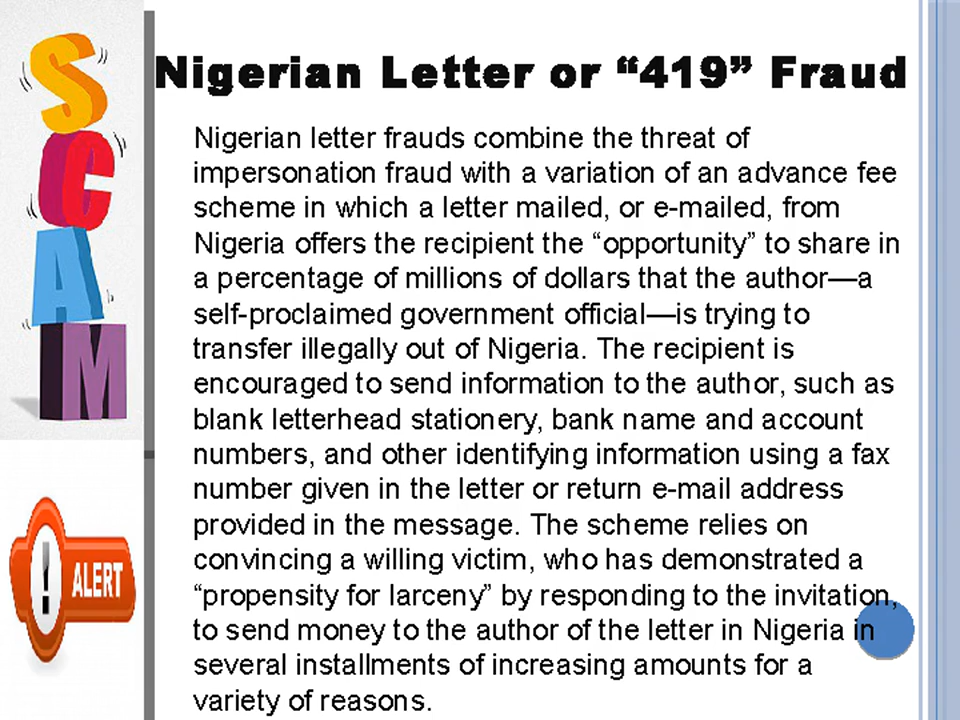 SCAM
Nigerian Letter or “419” Fraud
Nigerian letter frauds combine the threat of
impersonation fraud with a variation of an advance fee
scheme in which a letter mailed, or e-mailed, from
Nigeria offers the recipient the “opportunity” to share in
a percentage of millions of dollars that the author—a
self-proclaimed government official—is trying to
transfer illegally out of Nigeria. The recipient is
encouraged to send information to the author, such as
blank letterhead stationery, bank name and account
numbers, and other identifying information using a fax
number given in the letter or return e-mail address
provided in the message. The scheme relies on
convincing a willing victim, who has demonstrated a
“propensity for larceny” by responding to the invitation,
to send money to the author of the letter in Nigeria in
several installments of increasing amounts for a
variety of reasons.
! ALERT